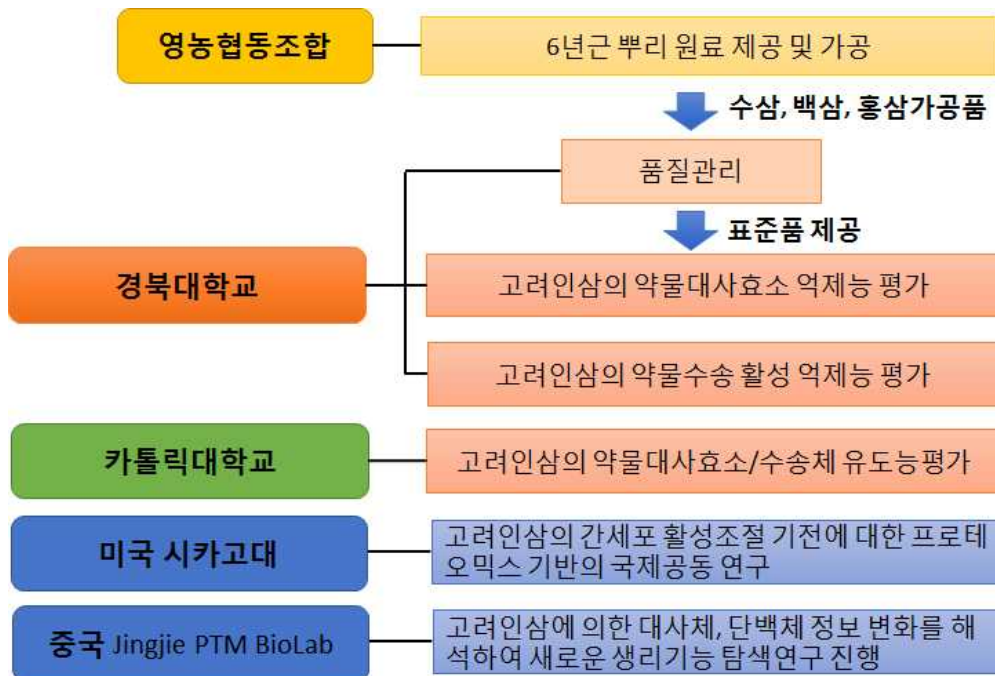 영농협동조합
6년근 뿌리 원료 제공 및 가공
수삼, 백삼, 홍삼가공품
품질관리
표준품 제공
경북대학교
고려인삼의 약물대사효소 억제능 평가
고려인삼의 약물수송 활성 억제능 평가
카톨릭대학교
고려인삼의 약물대사효소/수송체 유도능평가
미국 시카고대
고려인삼의 간세포 활성조절 기전에 대한 프로테
오믹스 기반의 국제공동 연구
중국 Jingjie PTM BioLab
고려인삼에 의한 대사체, 단백체 정보 변화를 해
석하여 새로운 생리기능 탐색연구 진행